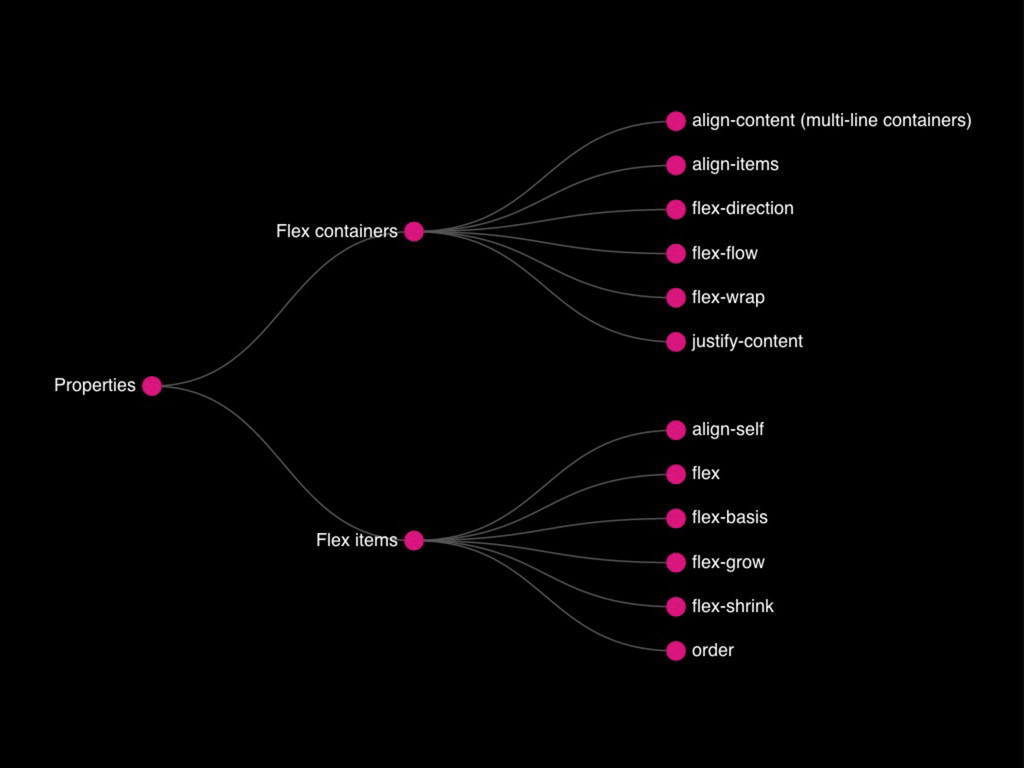 Properties
Flex containers
align-content (multi-line containers)
align-items
flex-direction
flex-flow
flex-wrap
justify-content
Flex items
align-self
flex
flex-basis
flex-grow
flex-shrink
order